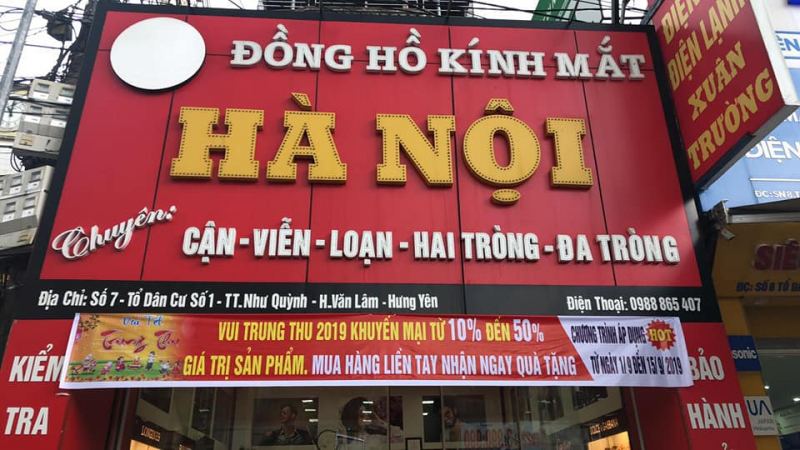 ĐỒNG HỒ KÍNH MẮT
HÀ NỘI
Chuyên:
CẬN - VIỄN - LOẠN - HAI TRÒNG - ĐA TRÒNG
Địa Chỉ: Số 7 - Tổ Dân Cư Số 1 - TT. Như Quỳnh - H.Văn Lâm - Hưng Yên
Điện Thoại: 0988 865 407
Vui Tết
Trung Thu
VUI TRUNG THU 2019 KHUYẾN MẠI TỪ 10% ĐẾN 50%
GIÁ TRỊ SẢN PHẨM. MUA HÀNG LIỀN TAY NHẬN NGAY QUÀ TẶNG
CHƯƠNG TRÌNH ÁP DỤNG
HOT
TỪ NGÀY 1/9 ĐẾN 15/9/2019
KIỂM
TRA
BẢO
HÀNH
ĐIỆN
ĐIỆN LẠNH
XUÂN
TRƯỜNG
ĐIỆN
SIÊ